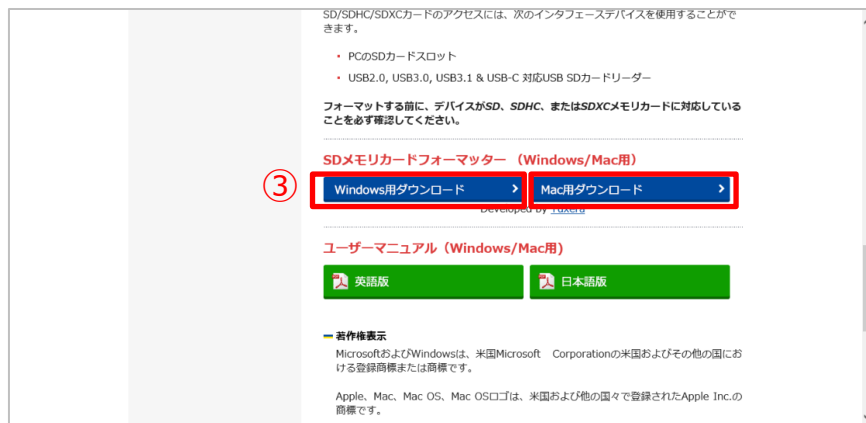 SD/SDHC/SDXCカードのアクセスには、次のインタフェースデバイスを使用することがで
きます。
• PCのSDカードスロット
• USB2.0, USB3.0, USB3.1 & USB-C 対応USB SDカードリーダー
フォーマットする前に、デバイスがSD、SDHC、またはSDXCメモリカードに対応している
ことを必ず確認してください。
SDメモリカードフォーマッター （Windows/Mac用）
③ Windows用ダウンロード Mac用ダウンロード
Developed by Tuxera
ユーザーマニュアル（Windows/Mac用)
英語版 日本語版
著作権表示
MicrosoftおよびWindowsは、米国Microsoft Corporationの米国およびその他の国にお
ける登録商標または商標です。
Apple、Mac、Mac OS、Mac OSロゴは、米国および他の国々で登録されたApple Inc.の
商標です。